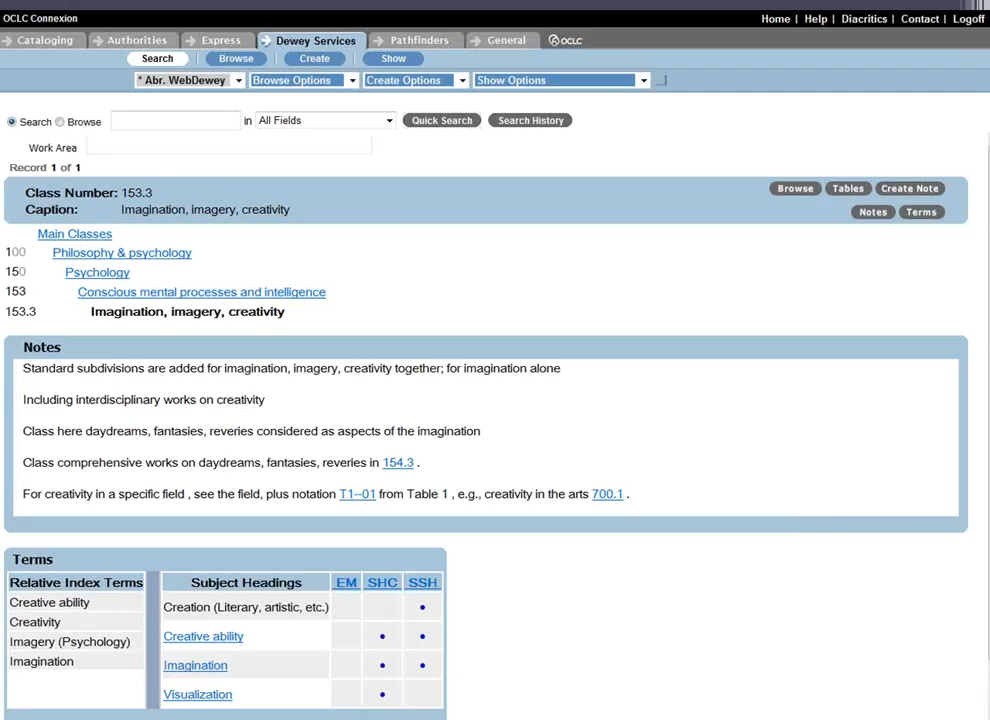 OCLC Connexion
Home | Help | Diacritics | Contact | Logoff
Cataloging Authorities Express Dewey Services Pathfinders General OCLC
Search Browse Create Show
* Abr. WebDewey Browse Options Create Options Show Options
Search Browse in All Fields Quick Search Search History
Work Area
Record 1 of 1
Class Number: 153.3 Browse Tables Create Note
Caption: Imagination, imagery, creativity Notes Terms
Main Classes
100 Philosophy & psychology
150 Psychology
153 Conscious mental processes and intelligence
153.3 Imagination, imagery, creativity
Notes
Standard subdivisions are added for imagination, imagery, creativity together; for imagination alone
Including interdisciplinary works on creativity
Class here daydreams, fantasies, reveries considered as aspects of the imagination
Class comprehensive works on daydreams, fantasies, reveries in 154.3 .
For creativity in a specific field , see the field, plus notation T1--01 from Table 1 , e.g., creativity in the arts 700.1 .
Terms
Relative Index Terms
Creative ability
Creativity
Imagery (Psychology)
Imagination
Subject Headings EM SHC SSH
Creation (Literary, artistic, etc.) •
Creative ability • •
Imagination • •
Visualization •